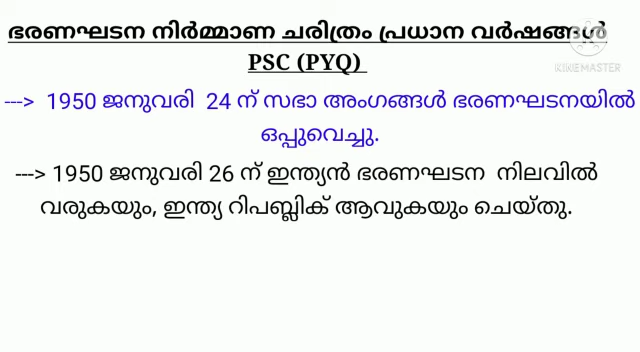 ഭരണഘടന നിർമ്മാണ ചരിത്രം പ്രധാന വർഷങ്ങൾ
PSC (PYQ)
KINEMASTER
---> 1950 ജനുവരി 24 ന് സഭാ അംഗങ്ങൾ ഭരണഘടനയിൽ
ഒപ്പുവെച്ചു.
---> 1950 ജനുവരി 26 ന് ഇന്ത്യൻ ഭരണഘടന നിലവിൽ
വരുകയും, ഇന്ത്യ റിപബ്ലിക് ആവുകയും ചെയ്തു.